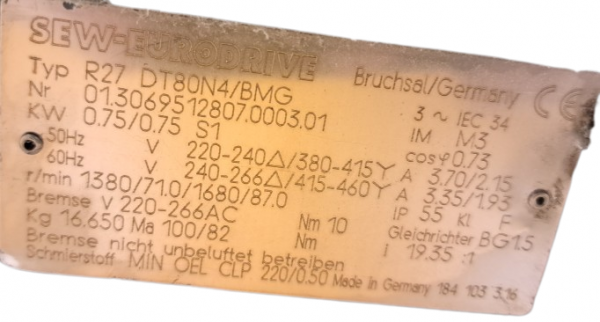 SEW-EURODRIVE Bruchsal/Germany CE
Typ R27 DT80N4/BMG 3 ~ IEC 34
Nr 01.3069512807.0003.01 IM M3
KW 0.75/0.75 S1 cosφ 0.73
50Hz V 220-240△/380-415Y A 3.70/2.15
60Hz V 240-266△/415-460Y A 3.35/1.93
r/min 1380/71.0/1680/87.0 IP 55 Kl F
Bremse V 220-266AC Nm 10 Gleichrichter BG1.5
Kg 16.650 Ma 100/82 Nm i 19.35 :1
Bremse nicht unbelüftet betreiben
Schmierstoff MIN OEL CLP 220/0.50 Made in Germany 184 103 3.16